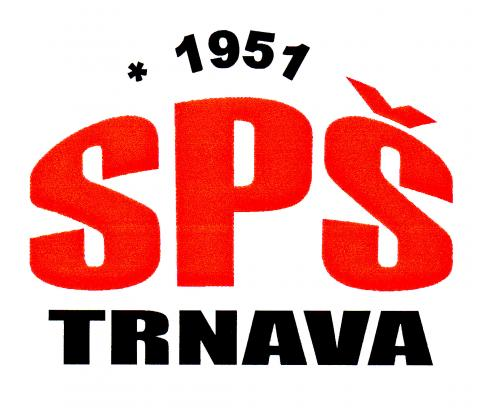 * 1951
SPŠ
TRNAVA